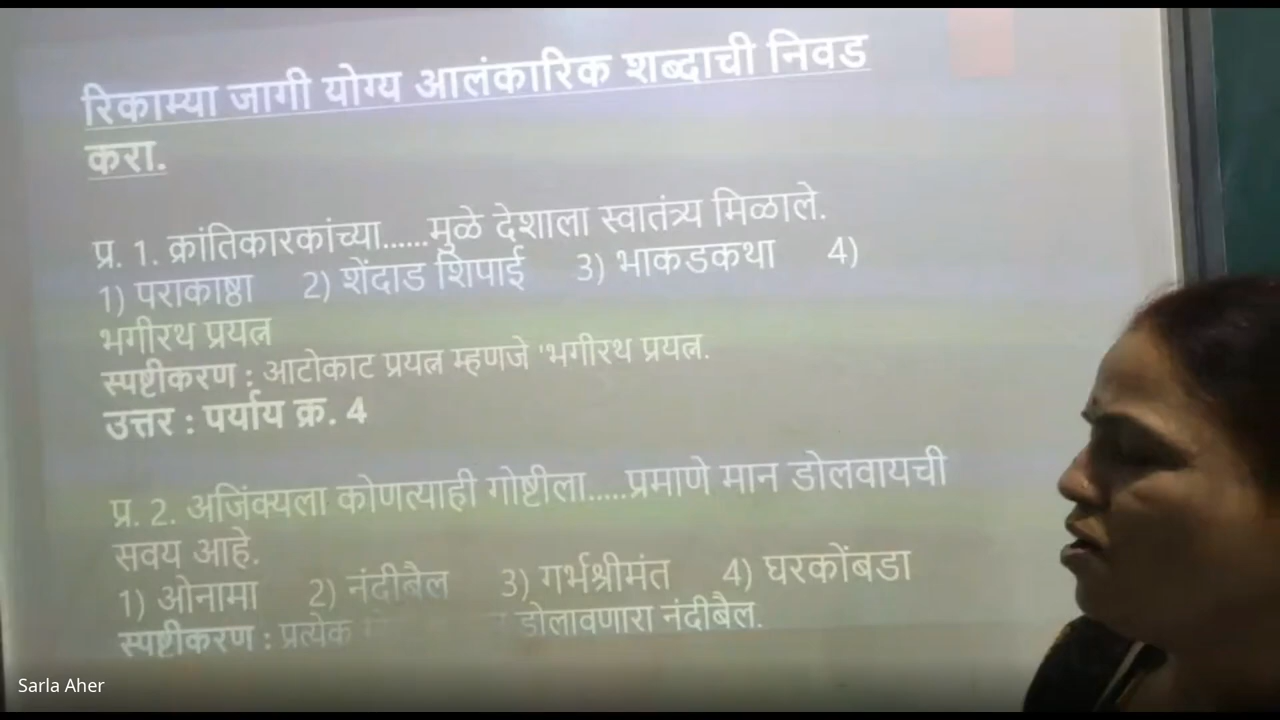 रिकाम्या जागी योग्य आलंकारिक शब्दाची निवड
करा.
प्र. 1. क्रांतिकारकांच्या......मुळे देशाला स्वातंत्र्य मिळाले.
1) पराकाष्ठा 2) शेंदाड शिपाई 3) भाकडकथा 4)
भगीरथ प्रयत्न
स्पष्टीकरण : आटोकाट प्रयत्न म्हणजे 'भगीरथ प्रयत्न.
उत्तर : पर्याय क्र. 4
प्र. 2. अजिंक्यला कोणत्याही गोष्टीला.....प्रमाणे मान डोलवायची
सवय आहे.
1) ओनामा 2) नंदीबैल 3) गर्भश्रीमंत 4) घरकोंबडा
स्पष्टीकरण : प्रत्येक डोलावणारा नंदीबैल.
Sarla Aher